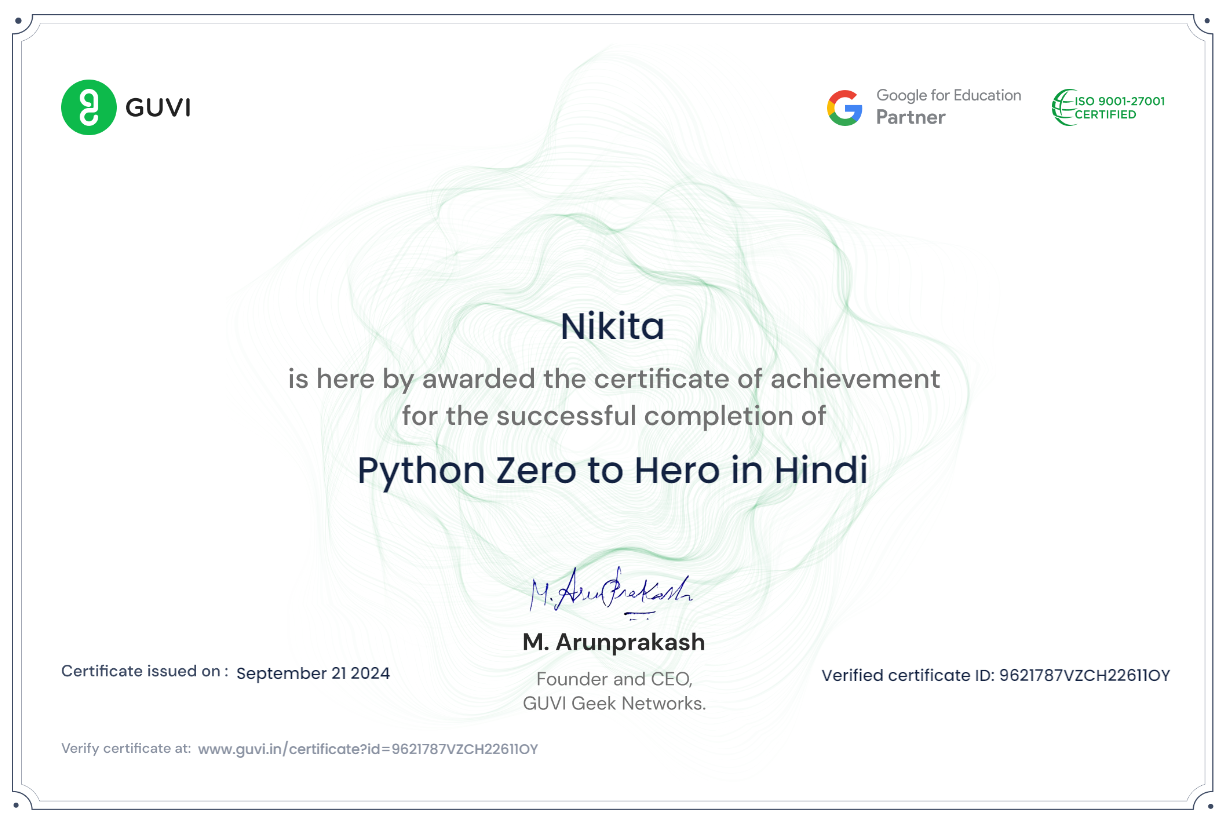 GUVI
Google for Education
Partner
ISO 9001-27001
CERTIFIED
Nikita
is here by awarded the certificate of achievement
for the successful completion of
Python Zero to Hero in Hindi
M. Arunprakash
M. Arunprakash
Founder and CEO,
GUVI Geek Networks.
Certificate issued on : September 21 2024
Verified certificate ID: 9621787VZCH22611OY
Verify certificate at: www.guvi.in/certificate?id=9621787VZCH22611OY